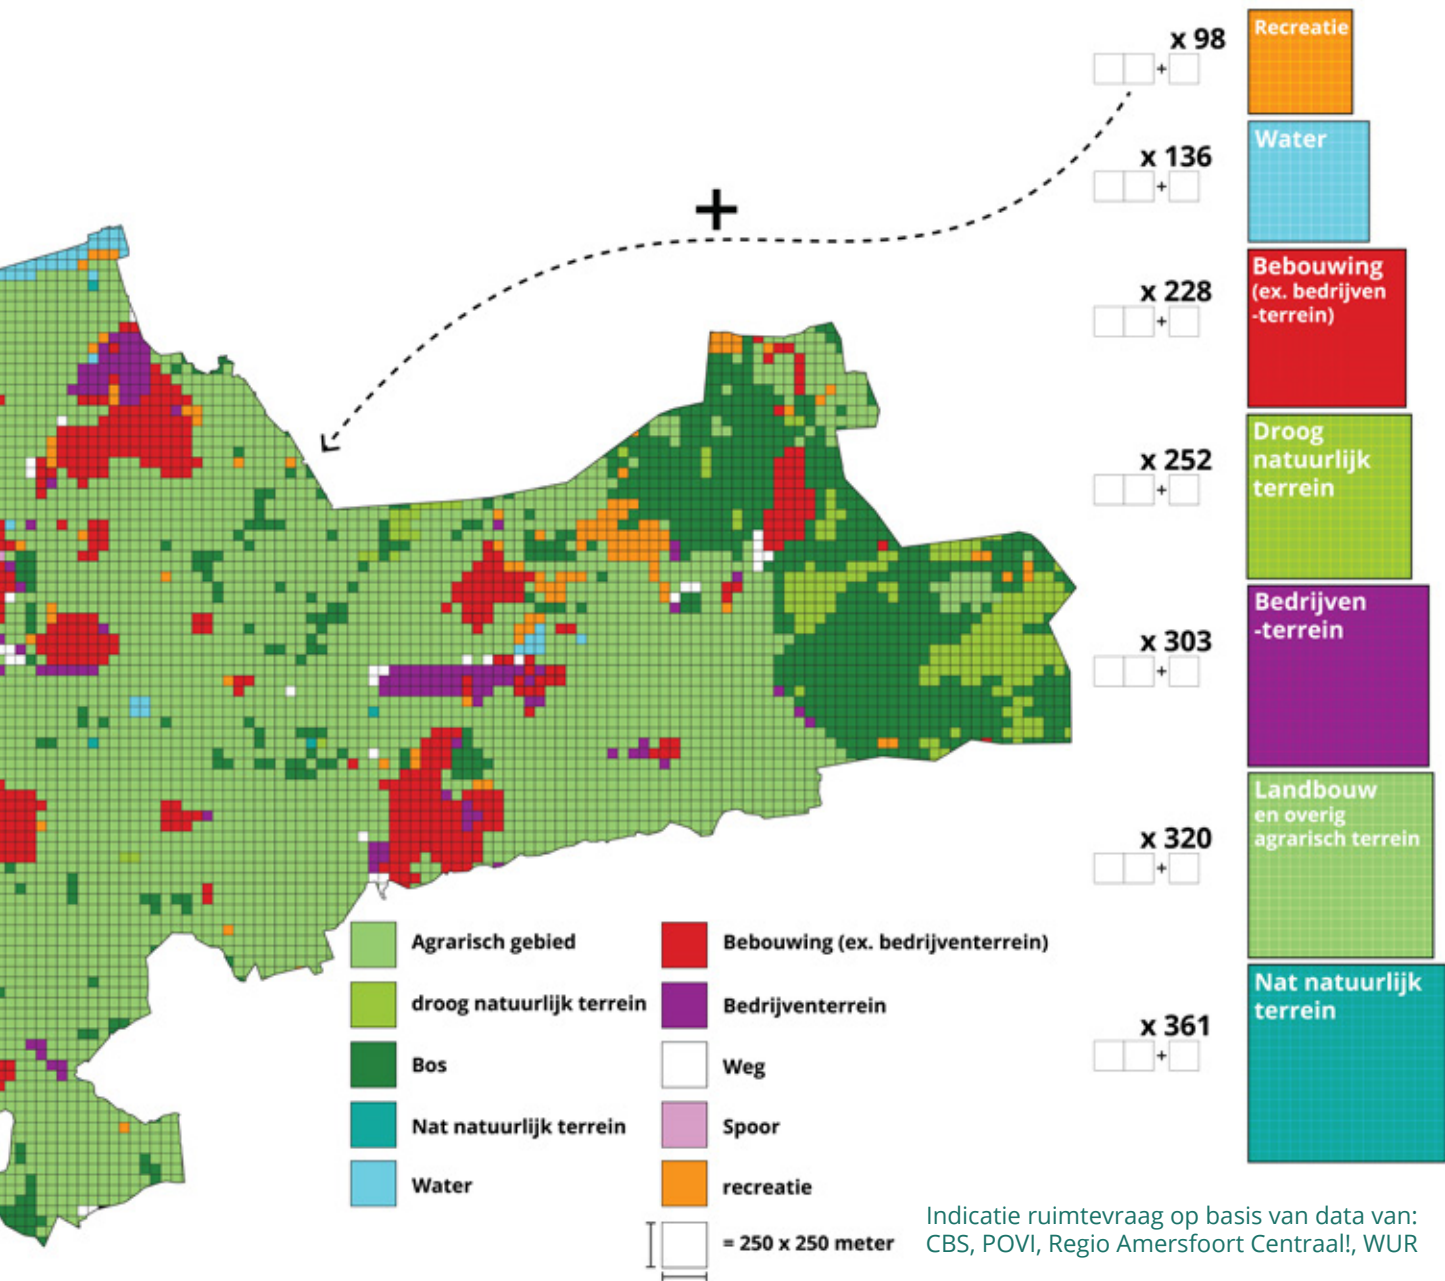 x 98
+
Recreatie
x 136
+
Water
+
x 228
+
Bebouwing
(ex. bedrijven
-terrein)
x 252
+
Droog
natuurlijk
terrein
x 303
+
Bedrijven
-terrein
x 320
+
Landbouw
en overig
agrarisch terrein
x 361
+
Nat natuurlijk
terrein
Agrarisch gebied
droog natuurlijk terrein
Bos
Nat natuurlijk terrein
Water
Bebouwing (ex. bedrijventerrein)
Bedrijventerrein
Weg
Spoor
recreatie
= 250 x 250 meter
Indicatie ruimtevraag op basis van data van:
CBS, POVI, Regio Amersfoort Centraal!, WUR